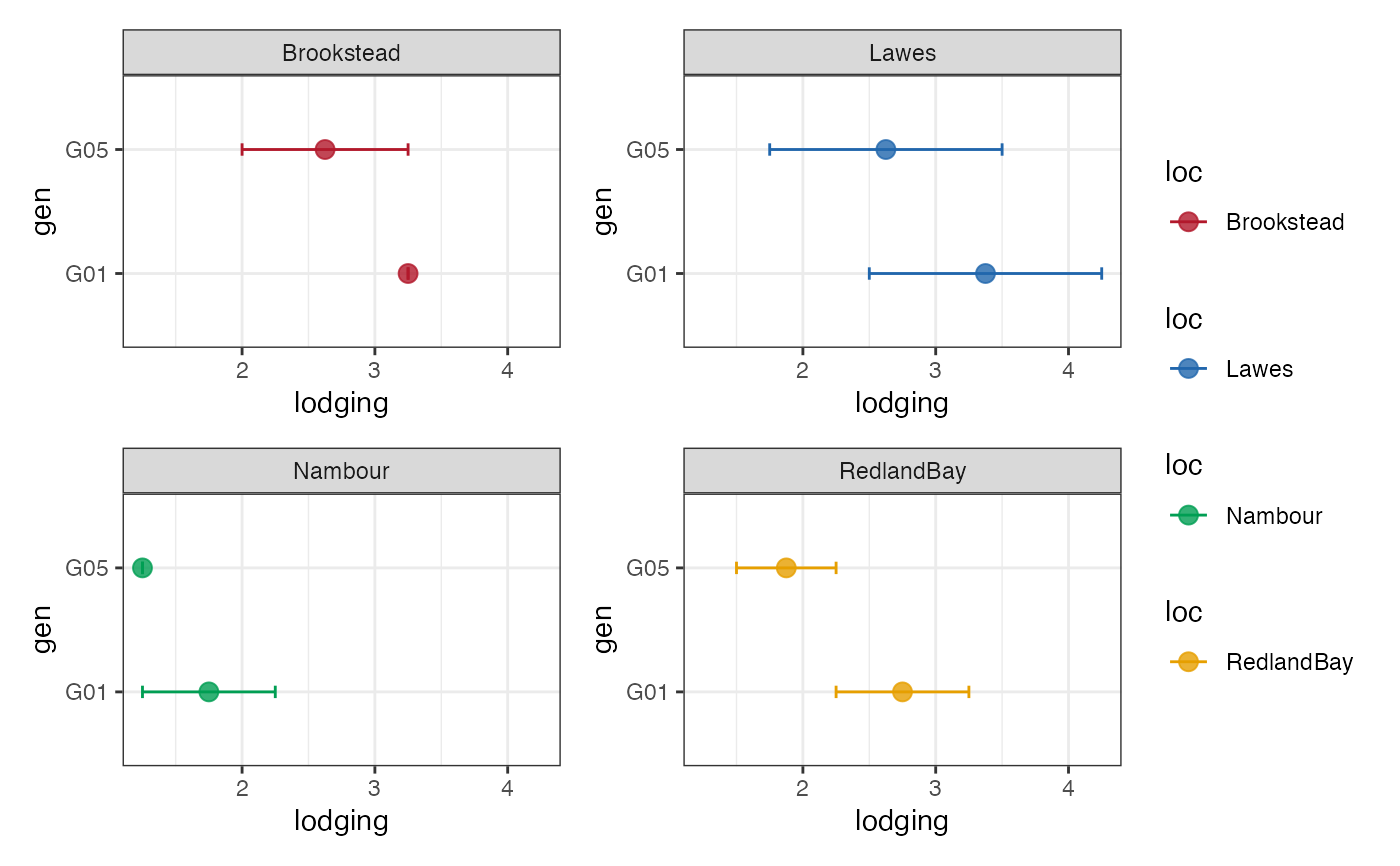 Brookstead
gen
G05
G01
2 3 4
lodging
Lawes
gen
G05
G01
2 3 4
lodging
Nambour
gen
G05
G01
2 3 4
lodging
RedlandBay
gen
G05
G01
2 3 4
lodging
loc
Brookstead
loc
Lawes
loc
Nambour
loc
RedlandBay